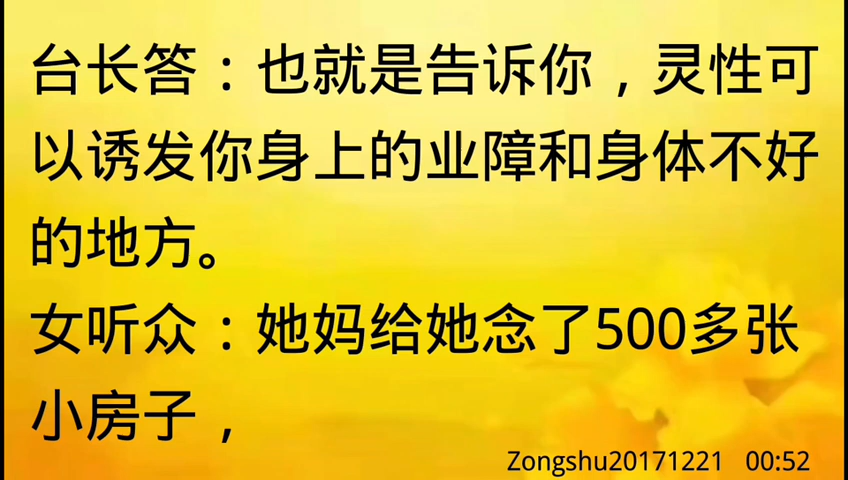 台长答：也就是告诉你，灵性可
以诱发你身上的业障和身体不好
的地方。
女听众：她妈给她念了500多张
小房子，
Zongshu20171221 00:52